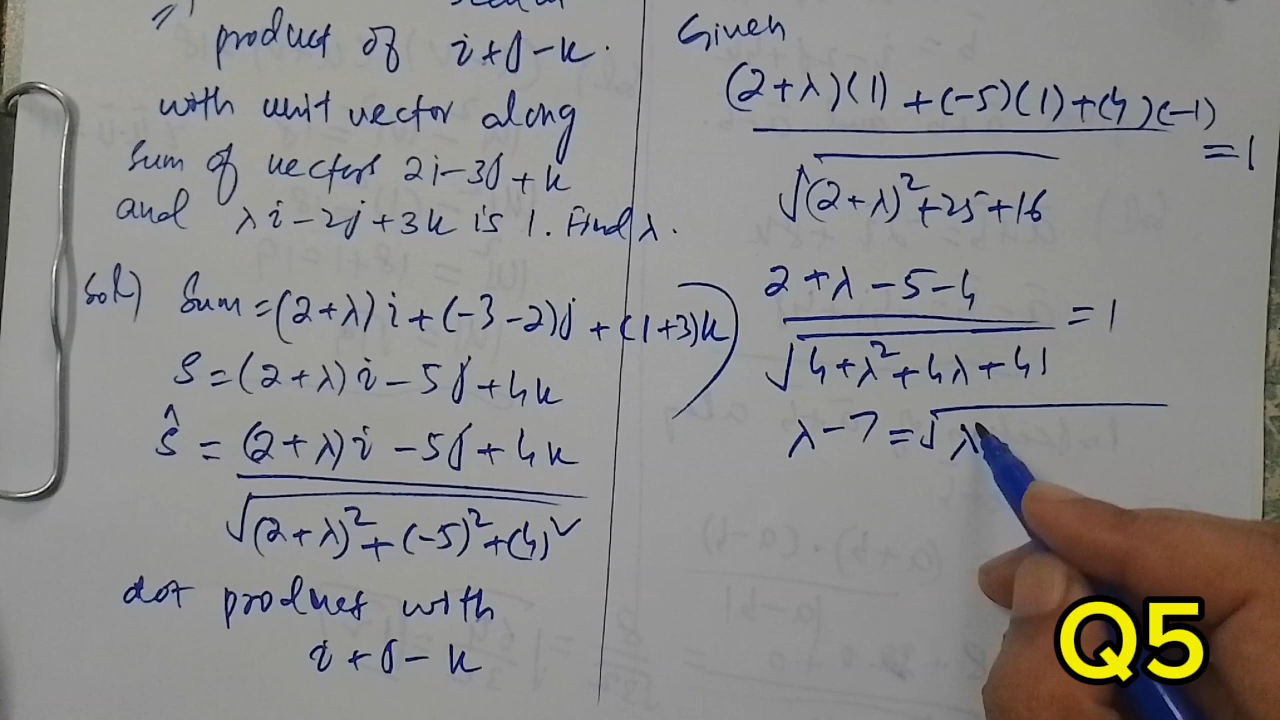 product of i+j-k.
with unit vector along
sum of vectors 2i-3j+k
and λi-2j+3k is 1. Find λ.
Sol) Sum=(2+λ)i+(-3-2)j+(1+3)k
S=(2+λ)i-5j+4k
Ŝ = (2+λ)i-5j+4k
√(2+λ)²+(-5)²+(4)²
dot product with
i+j-k
Given
(2+λ)(1)+(-5)(1)+(4)(-1)
=1
√(2+λ)²+25+16
2+λ-5-4
=1
√4+λ²+4λ+41
λ-7=√λ
Q5